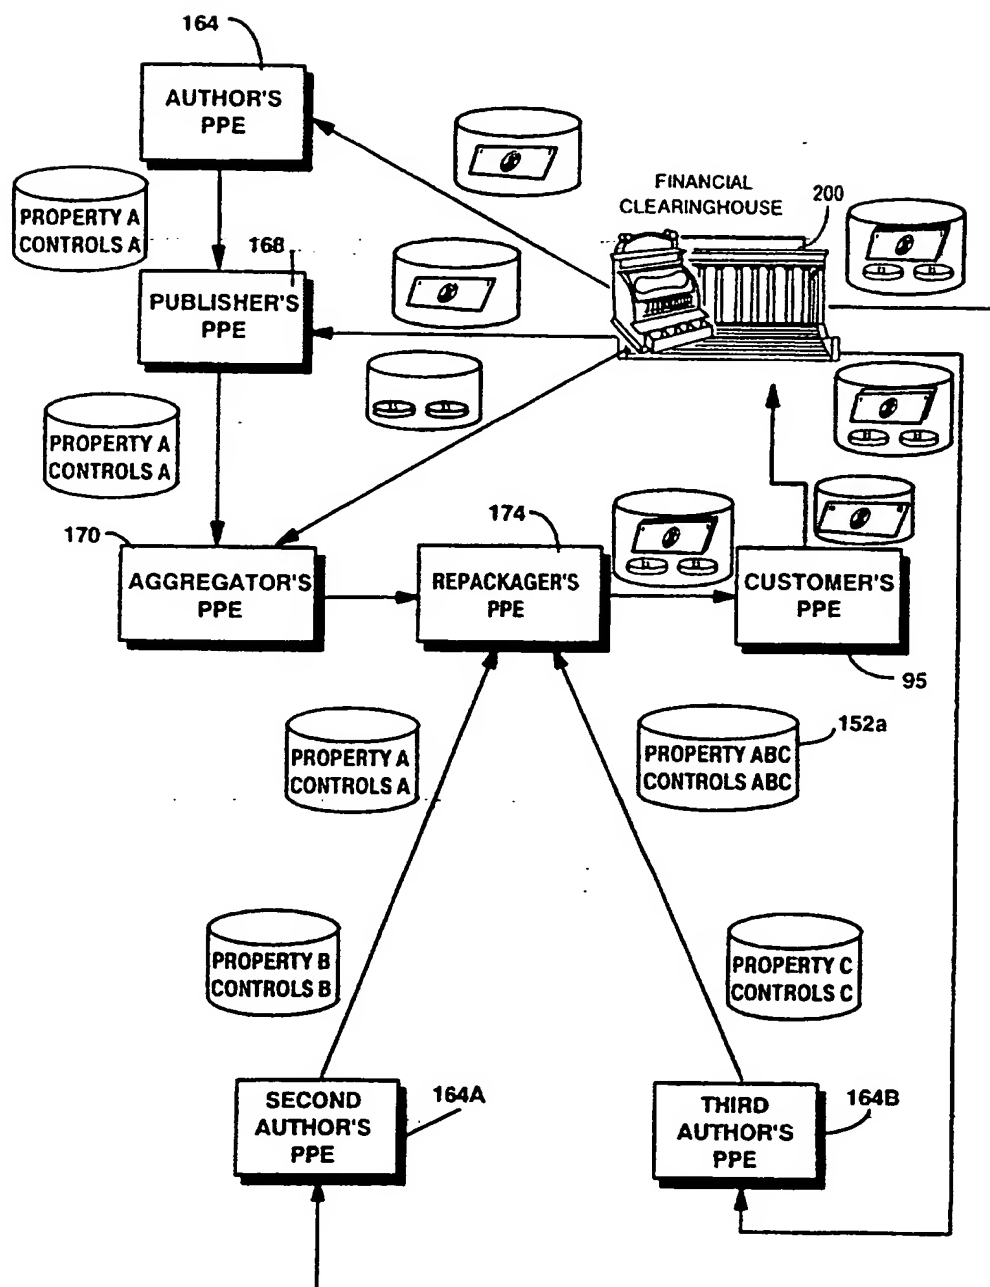 164
AUTHOR'S
PPE
PROPERTY A
CONTROLS A
FINANCIAL
CLEARINGHOUSE
200
168
PUBLISHER'S
PPE
PROPERTY A
CONTROLS A
170
174
AGGREGATOR'S
PPE
REPACKAGER'S
PPE
CUSTOMER'S
PPE
95
PROPERTY A
CONTROLS A
PROPERTY ABC
CONTROLS ABC
152a
PROPERTY B
CONTROLS B
PROPERTY C
CONTROLS C
SECOND
AUTHOR'S
PPE
164A
THIRD
AUTHOR'S
PPE
164B